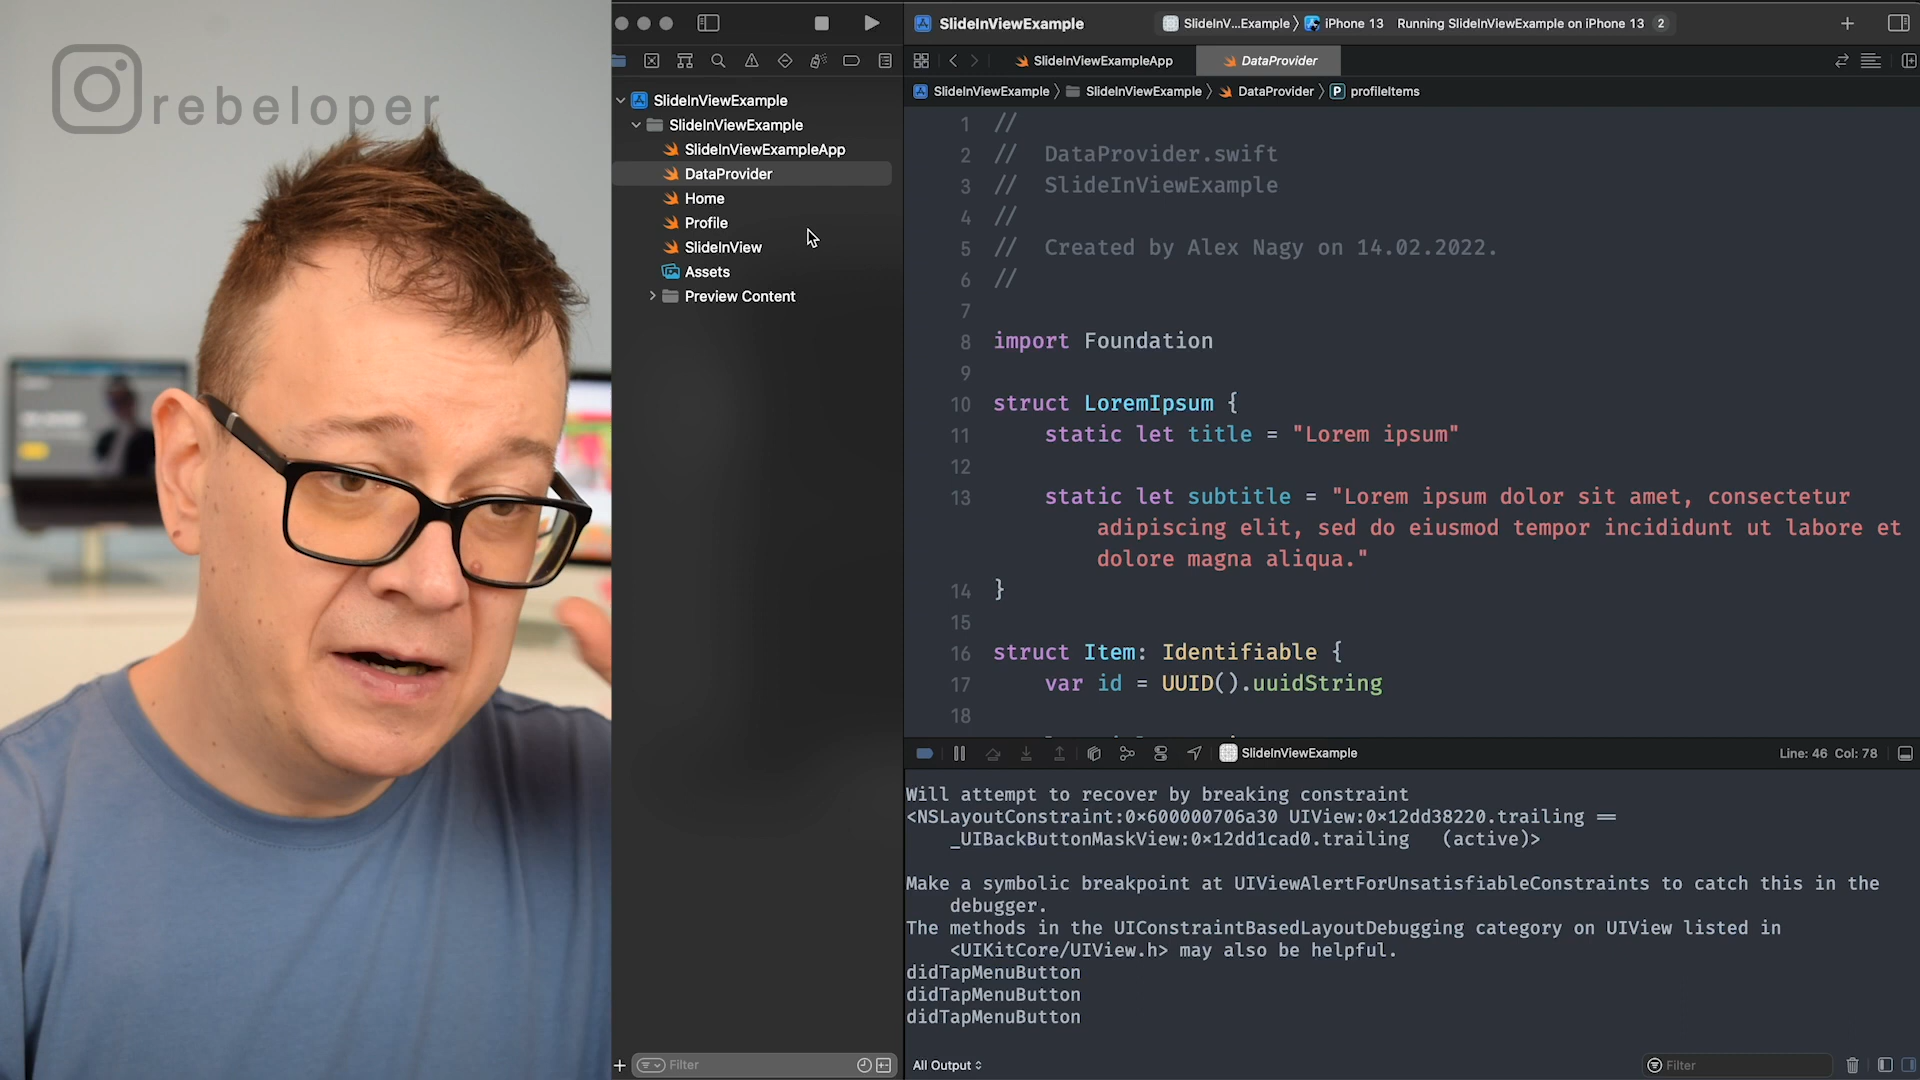 rebeloper
SlideInViewExample
SlideInV...Example
iPhone 13
Running SlideInViewExample on iPhone 13
2
SlideInViewExampleApp
DataProvider
SlideInViewExample
SlideInViewExample
DataProvider
P
profileItems
SlideInViewExample
SlideInViewExample
SlideInViewExampleApp
DataProvider
Home
Profile
SlideInView
Assets
Preview Content
1 //
2 // DataProvider.swift
3 // SlideInViewExample
4 //
5 // Created by Alex Nagy on 14.02.2022.
6 //
7
8 import Foundation
9
10 struct LoremIpsum {
11 static let title = "Lorem ipsum"
12
13 static let subtitle = "Lorem ipsum dolor sit amet, consectetur
adipiscing elit, sed do eiusmod tempor incididunt ut labore et
dolore magna aliqua."
14 }
15
16 struct Item: Identifiable {
17 var id = UUID().uuidString
18
SlideInViewExample
Line: 46 Col: 78
Will attempt to recover by breaking constraint
<NSLayoutConstraint:0x600000706a30 UIView:0x12dd38220.trailing ==
_UIBackButtonMaskView:0x12dd1cad0.trailing (active)>
Make a symbolic breakpoint at UIViewAlertForUnsatisfiableConstraints to catch this in the
debugger.
The methods in the UIConstraintBasedLayoutDebugging category on UIView listed in
<UIKitCore/UIView.h> may also be helpful.
didTapMenuButton
didTapMenuButton
didTapMenuButton
Filter
All Output
Filter